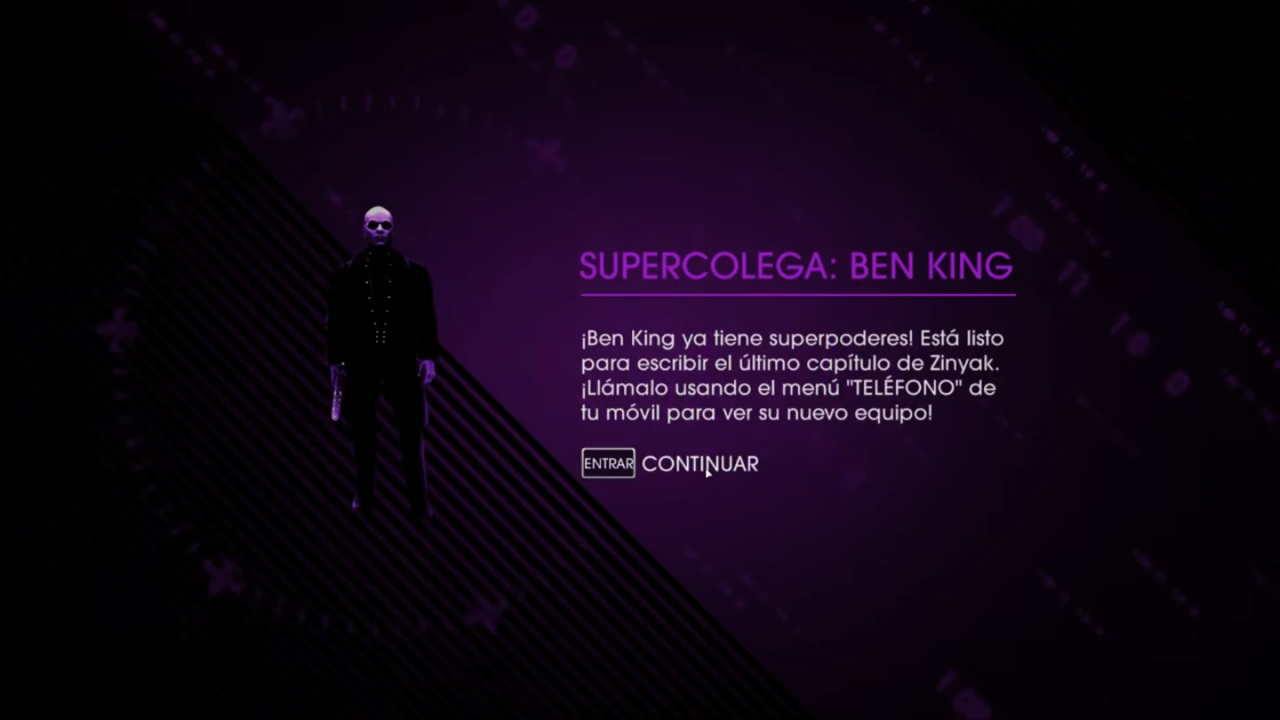 SUPERCOLEGA: BEN KING
¡Ben King ya tiene superpoderes! Está listo
para escribir el último capítulo de Zinyak.
¡Llámalo usando el menú "TELÉFONO" de
tu móvil para ver su nuevo equipo!
ENTRAR CONTINUAR